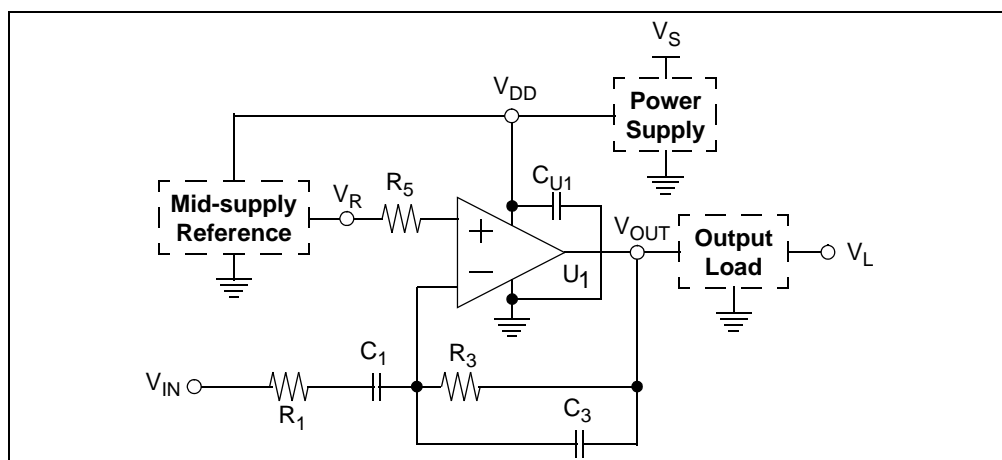 V_S
V_DD
Power
Supply
C_U1
V_R
R_5
Mid-supply
Reference
+
−
U_1
V_OUT
Output
Load
V_L
V_IN
R_1
C_1
R_3
C_3